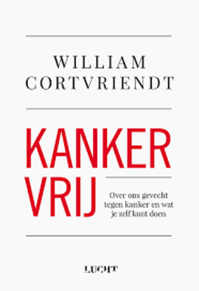 WILLIAM
CORTVRIENDT
KANKER
VRIJ
Over ons gevecht
tegen kanker en wat
je zelf kunt doen
LUCHT